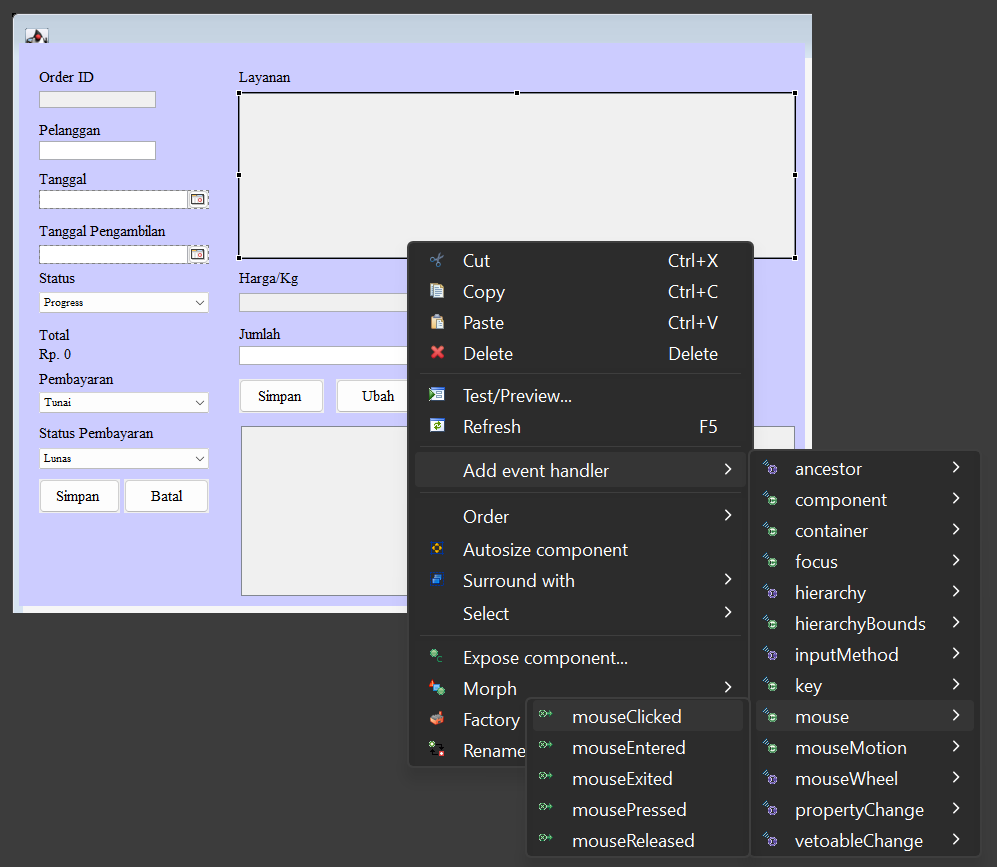 Order ID
Layanan
Pelanggan
Tanggal
Tanggal Pengambilan
Status
Progress
Harga/Kg
Total
Rp. 0
Jumlah
Pembayaran
Tunai
Simpan
Ubah
Status Pembayaran
Lunas
Simpan
Batal
Cut Ctrl+X
Copy Ctrl+C
Paste Ctrl+V
Delete Delete
Test/Preview...
Refresh F5
Add event handler
Order
Autosize component
Surround with
Select
Expose component...
Morph
Factory
Rename
ancestor
component
container
focus
hierarchy
hierarchyBounds
inputMethod
key
mouse
mouseMotion
mouseWheel
propertyChange
vetoableChange
mouseClicked
mouseEntered
mouseExited
mousePressed
mouseReleased